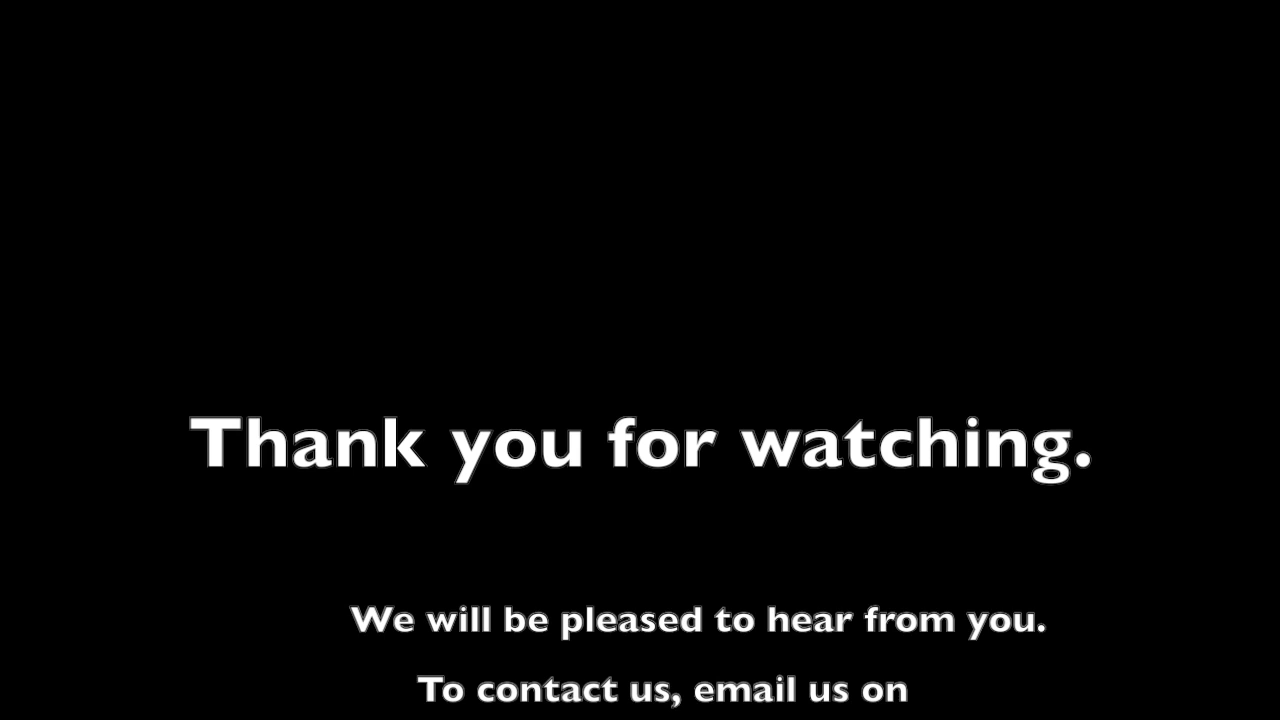 Thank you for watching.
We will be pleased to hear from you.
To contact us, email us on